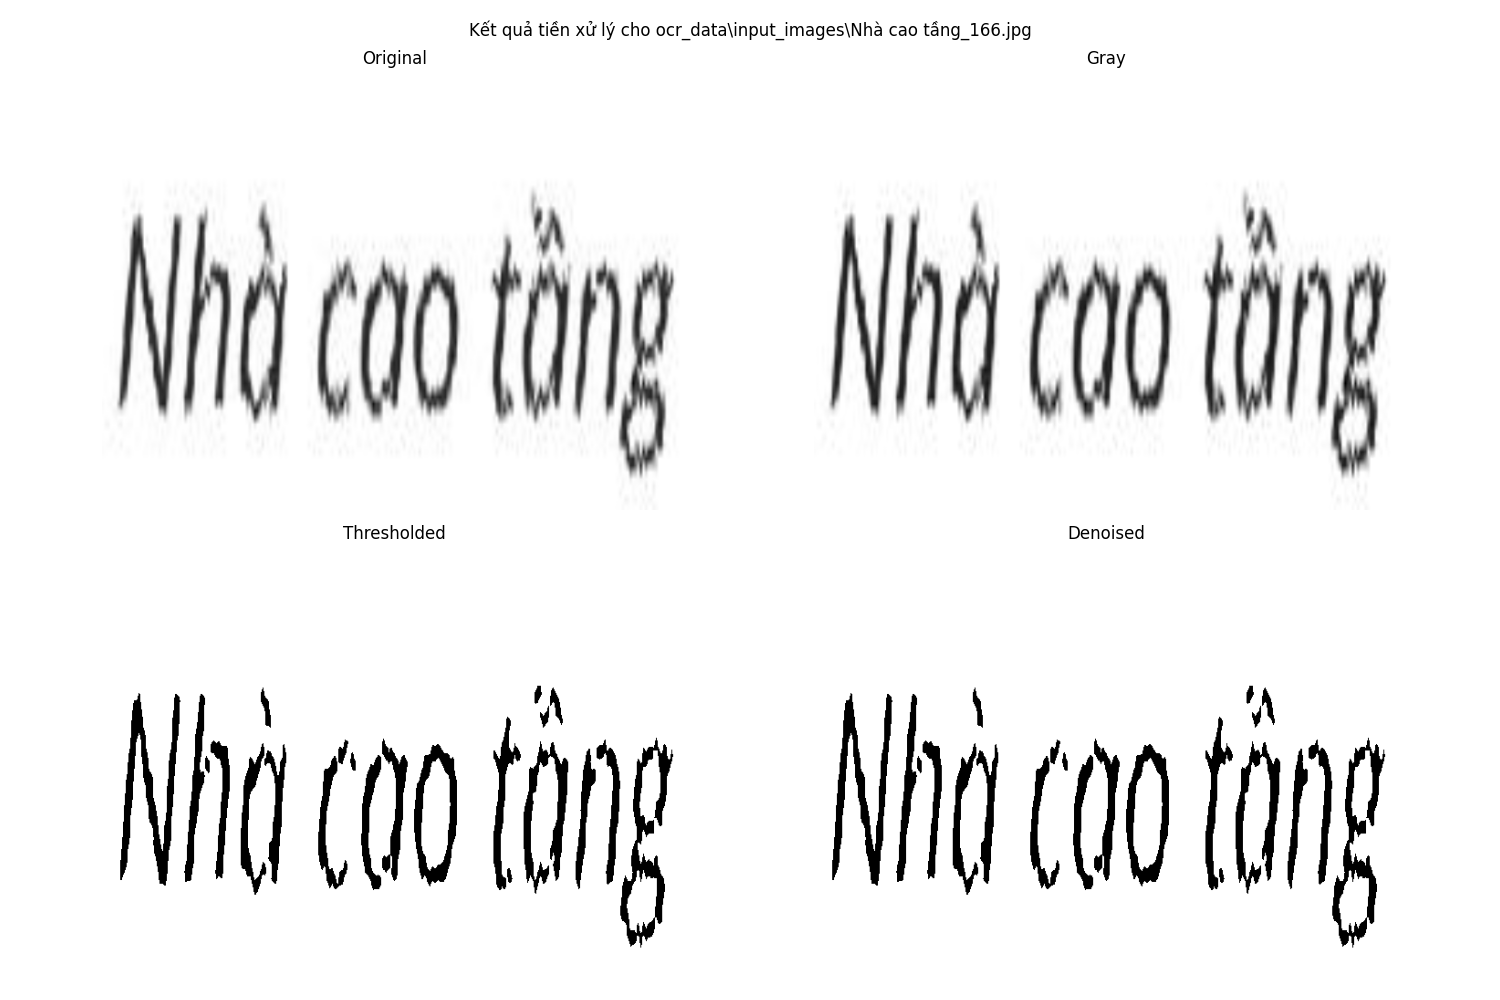 Kết quả tiền xử lý cho ocr_data\input_images\Nhà cao tầng_166.jpg
Original
Gray
Nhà cao tầng
Nhà cao tầng
Thresholded
Denoised
Nhà cao tầng
Nhà cao tầng